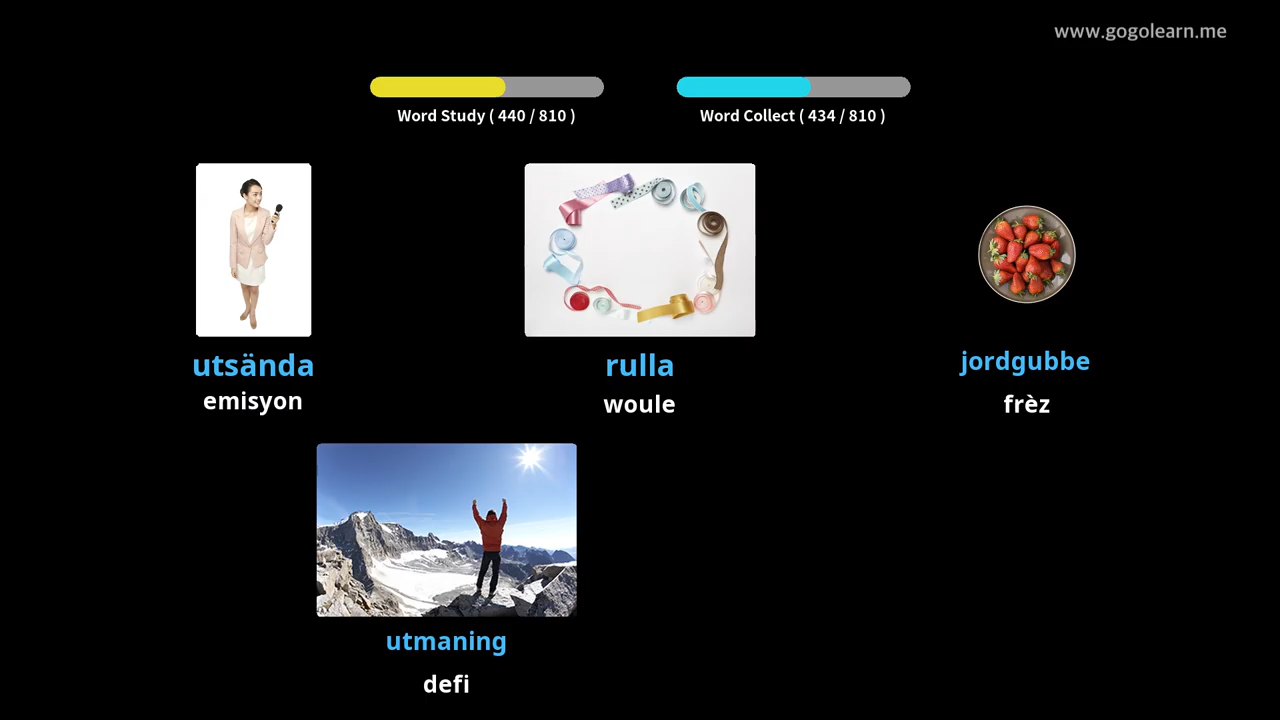 www.gogolearn.me
Word Study ( 440 / 810 )
Word Collect ( 434 / 810 )
utsända
emisyon
rulla
woule
jordgubbe
frèz
utmaning
defi